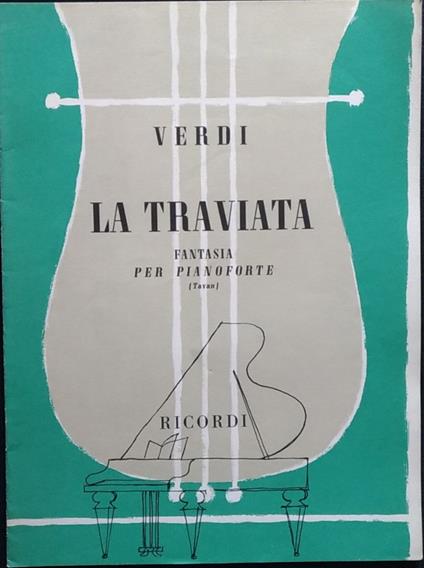 VERDI
LA TRAVIATA
FANTASIA
PER PIANOFORTE
(Tavan)
RICORDI